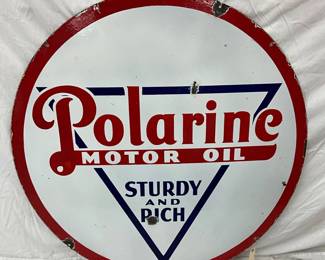 Polarine
MOTOR OIL
STURDY
AND
RICH